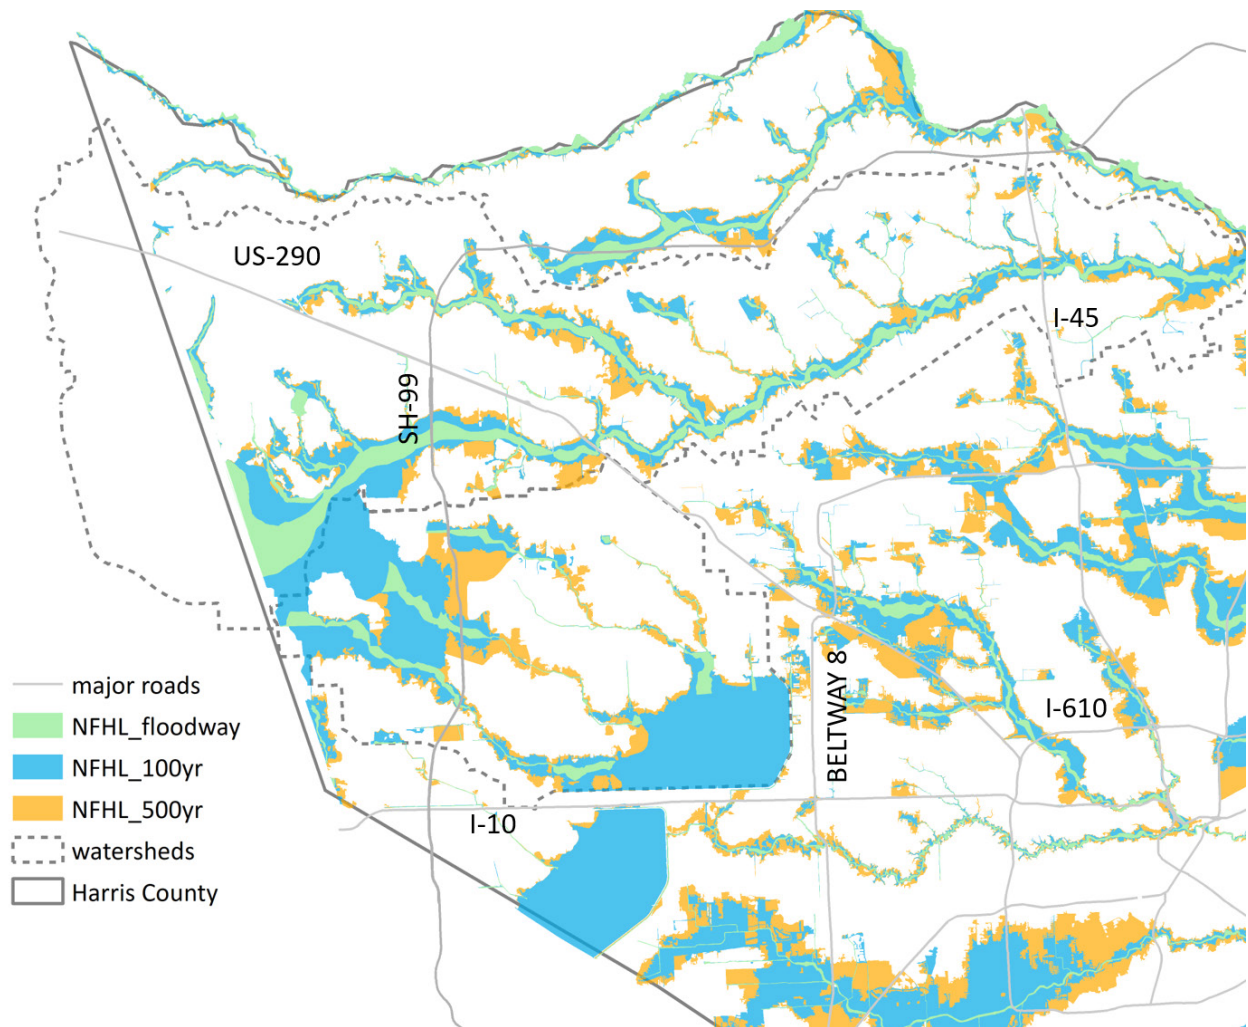 US-290
I-45
SH-99
BELTWAY 8
I-610
I-10
major roads
NFHL_floodway
NFHL_100yr
NFHL_500yr
watersheds
Harris County